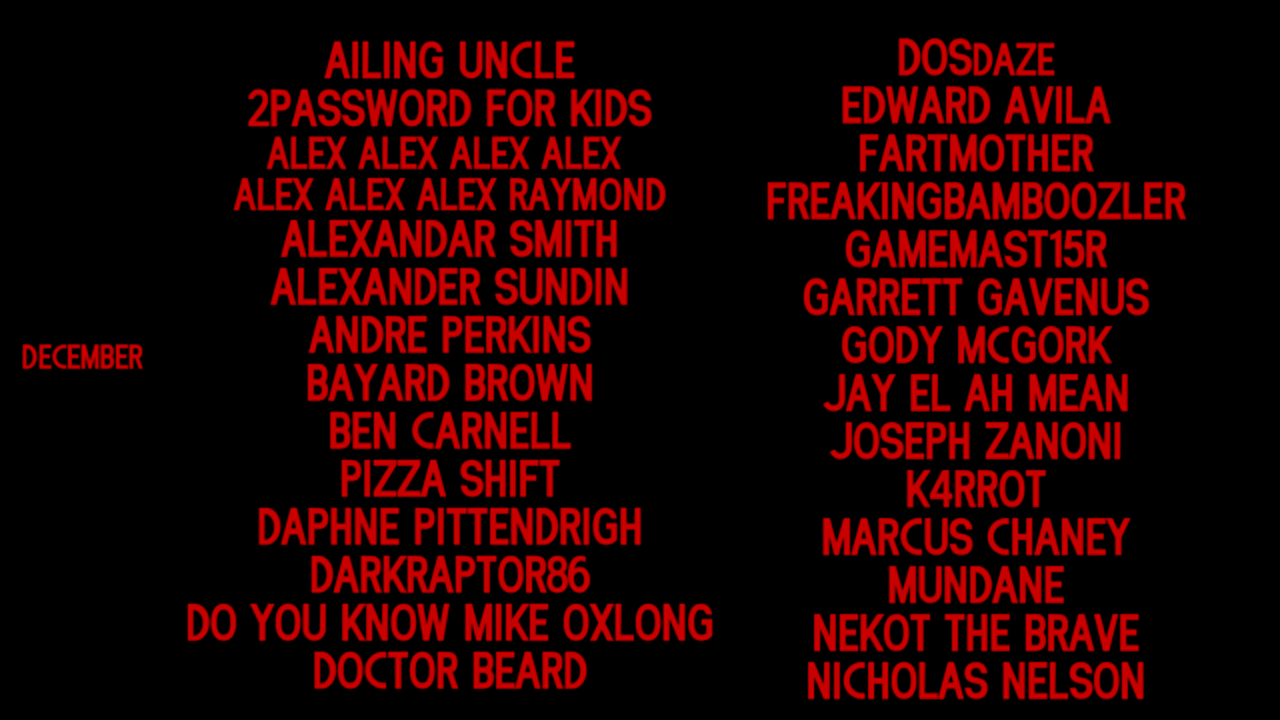 DECEMBER
AILING UNCLE
2PASSWORD FOR KIDS
ALEX ALEX ALEX ALEX
ALEX ALEX ALEX RAYMOND
ALEXANDAR SMITH
ALEXANDER SUNDIN
ANDRE PERKINS
BAYARD BROWN
BEN CARNELL
PIZZA SHIFT
DAPHNE PITTENDRIGH
DARKRAPTOR86
DO YOU KNOW MIKE OXLONG
DOCTOR BEARD
DOSDAZE
EDWARD AVILA
FARTMOTHER
FREAKINGBAMBOOZLER
GAMEMAST15R
GARRETT GAVENUS
GODY MCGORK
JAY EL AH MEAN
JOSEPH ZANONI
K4RROT
MARCUS CHANEY
MUNDANE
NEKOT THE BRAVE
NICHOLAS NELSON